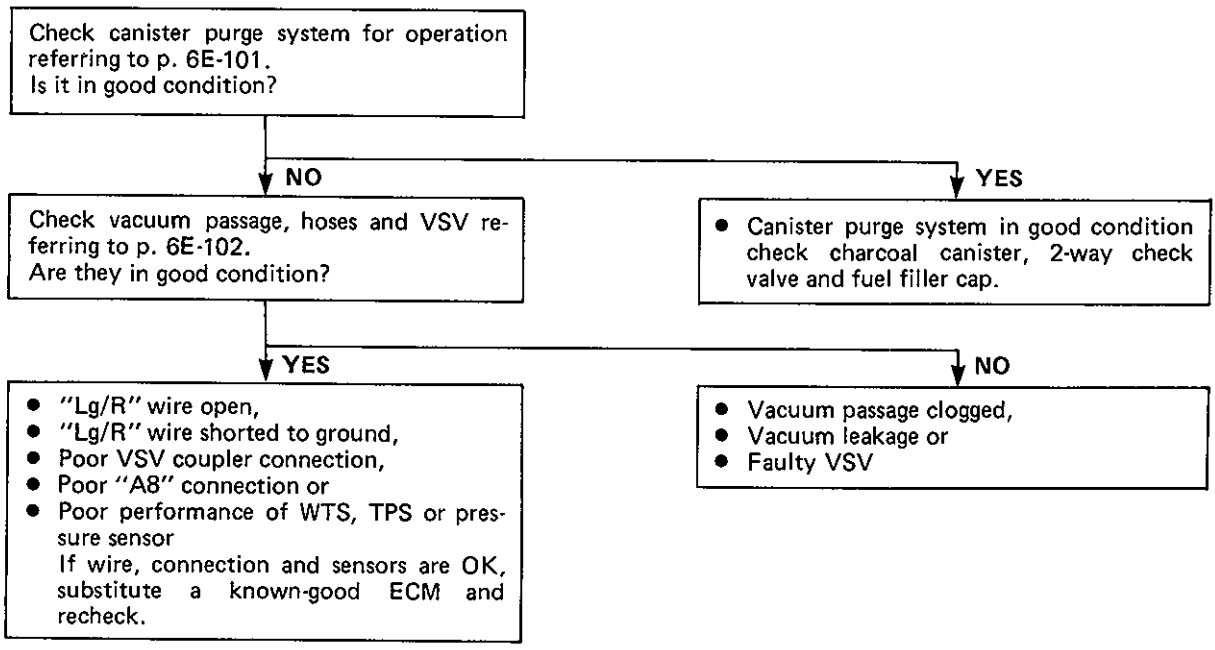 Check canister purge system for operation
referring to p. 6E-101.
Is it in good condition?
NO
YES
Check vacuum passage, hoses and VSV re-
ferring to p. 6E-102.
Are they in good condition?
● Canister purge system in good condition
check charcoal canister, 2-way check
valve and fuel filler cap.
YES
NO
● "Lg/R" wire open,
● "Lg/R" wire shorted to ground,
● Poor VSV coupler connection,
● Poor "A8" connection or
● Poor performance of WTS, TPS or pres-
sure sensor
If wire, connection and sensors are OK,
substitute a known-good ECM and
recheck.
● Vacuum passage clogged,
● Vacuum leakage or
● Faulty VSV